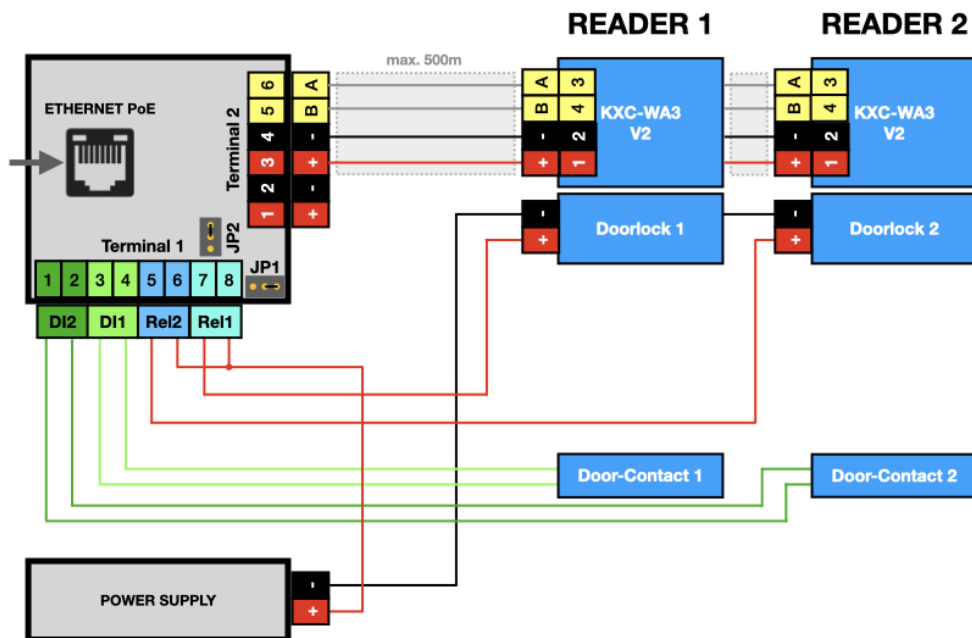 READER 1
READER 2
max. 500m
ETHERNET PoE
Terminal 2
6 A
5 B
4 -
3 +
2 -
1 +
A 3
B 4
- 2
+ 1
KXC-WA3
V2
A 3
B 4
- 2
+ 1
KXC-WA3
V2
JP2
Terminal 1
JP1
1 2 3 4 5 6 7 8
DI2 DI1 Rel2 Rel1
-
+
Doorlock 1
-
+
Doorlock 2
Door-Contact 1
Door-Contact 2
POWER SUPPLY
-
+